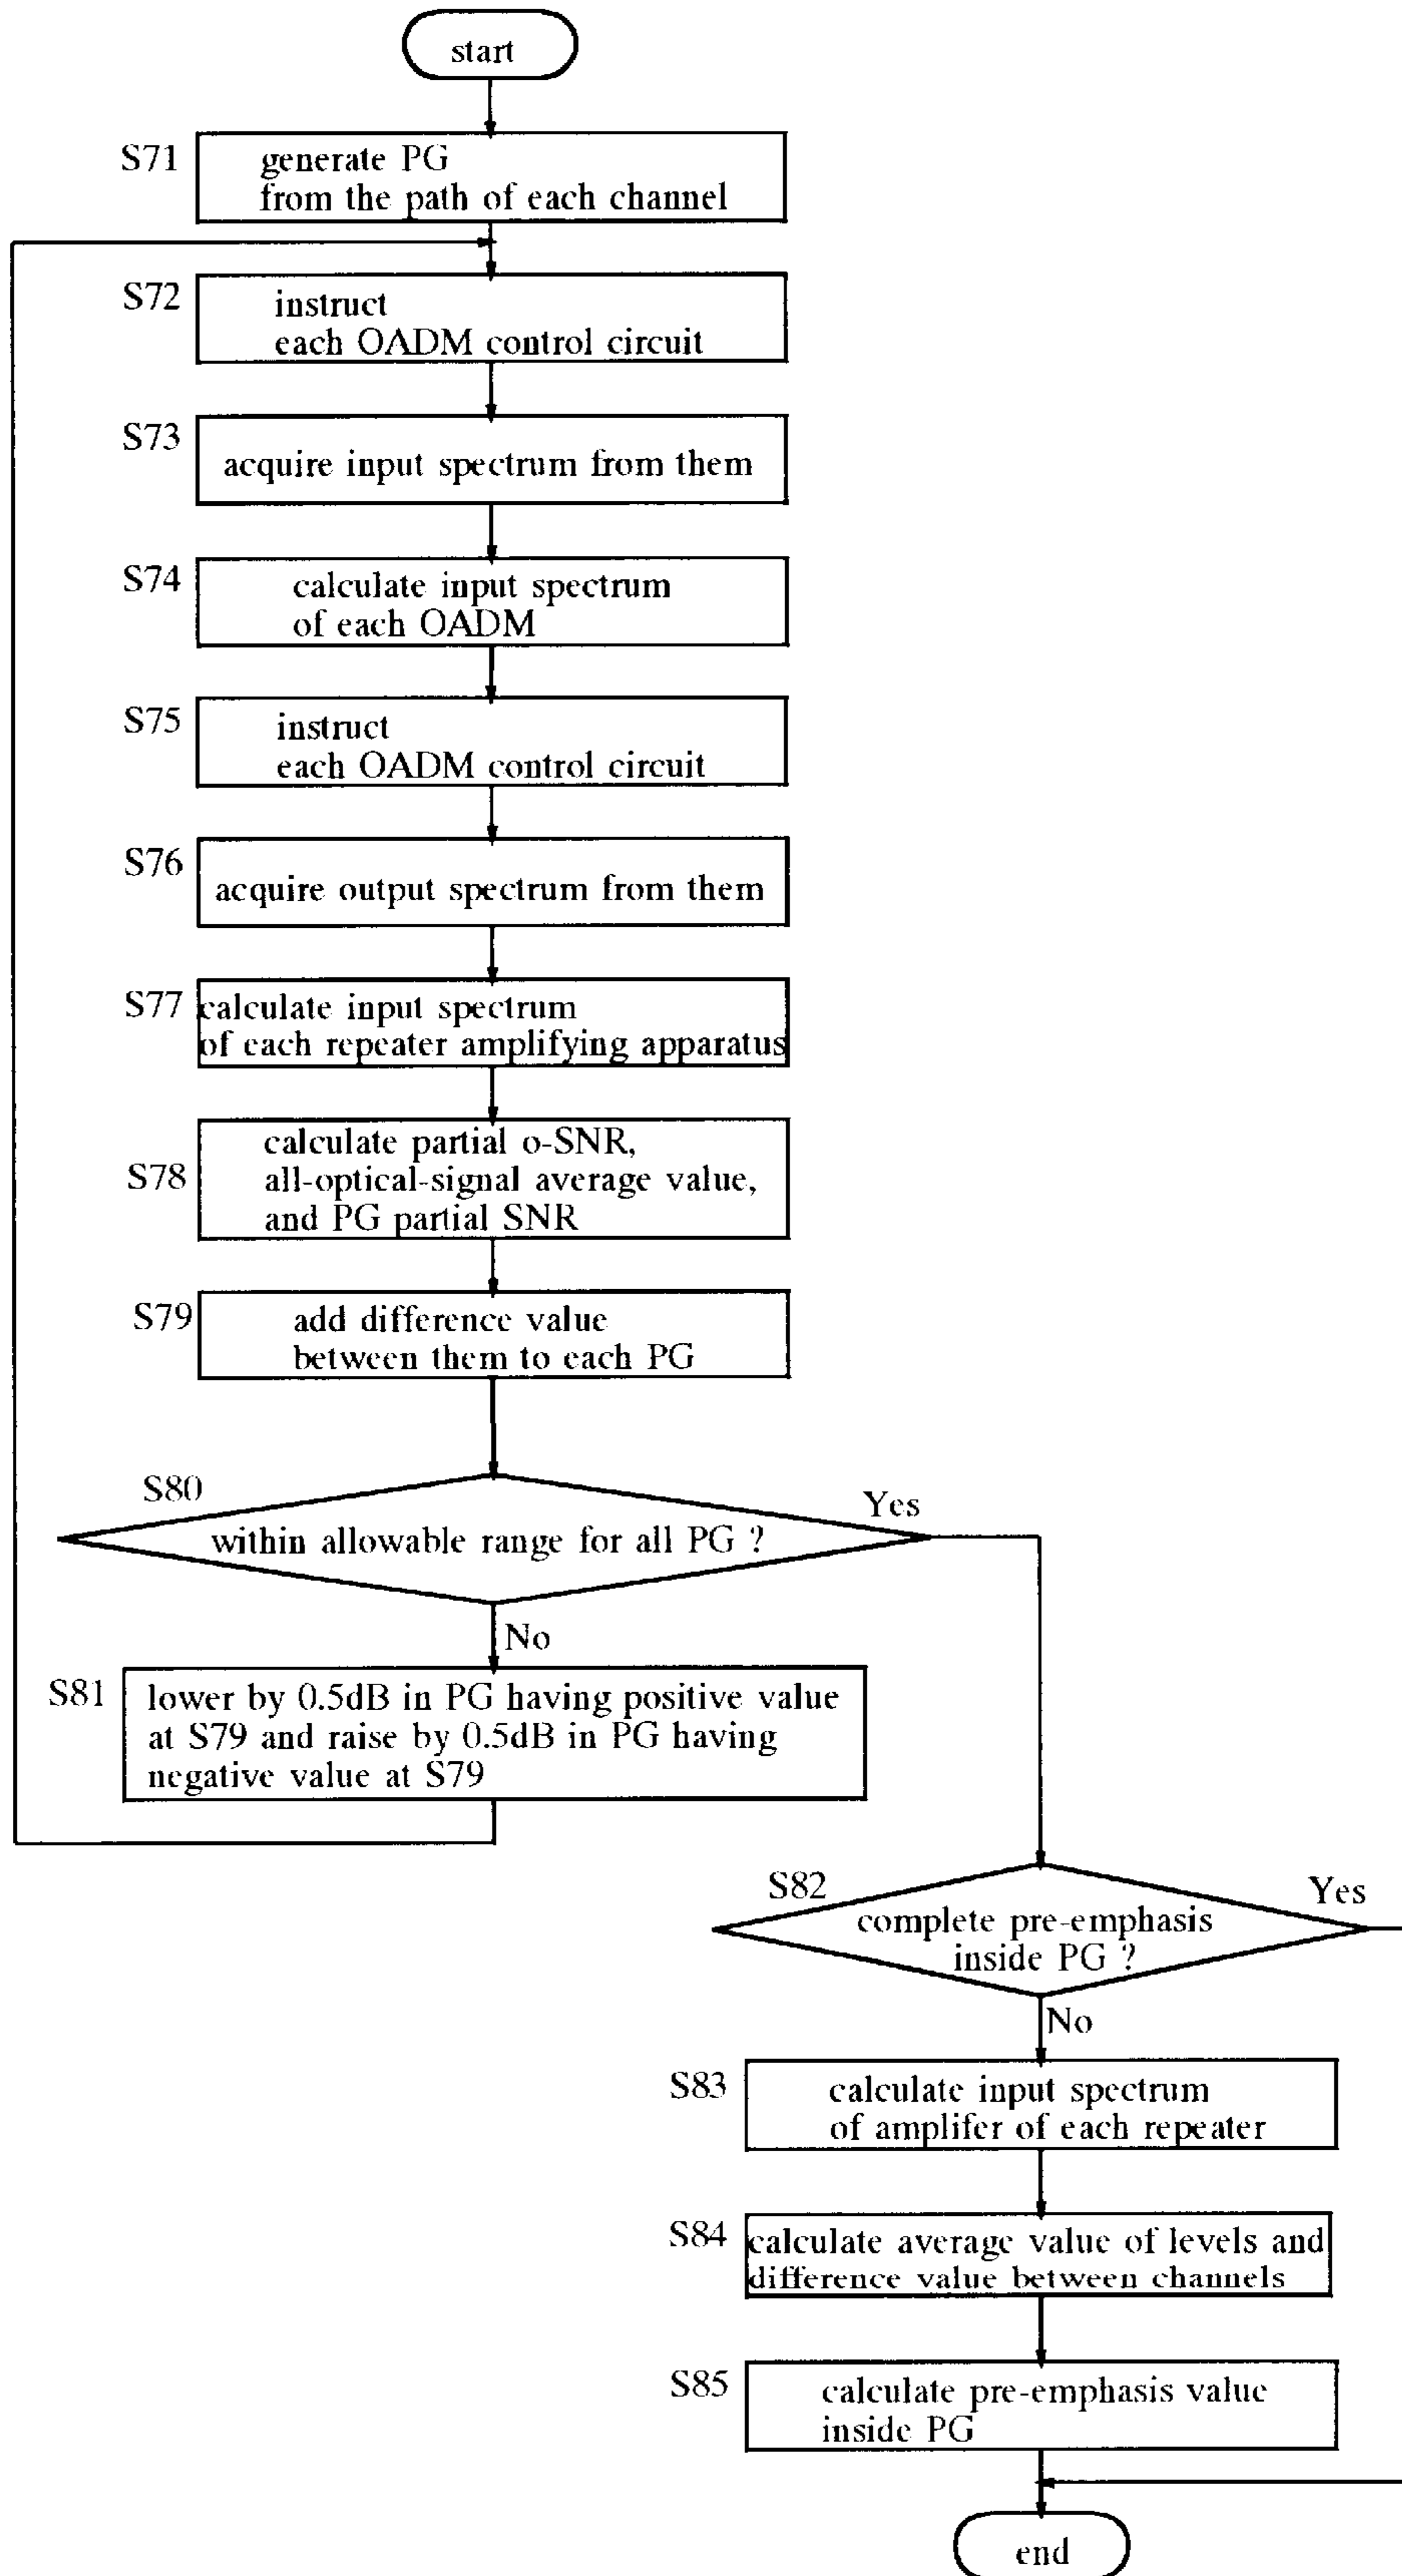 start
S71
generate PG
from the path of each channel
S72
instruct
each OADM control circuit
S73
acquire input spectrum from them
S74
calculate input spectrum
of each OADM
S75
instruct
each OADM control circuit
S76
acquire output spectrum from them
S77
calculate input spectrum
of each repeater amplifying apparatus
S78
calculate partial o-SNR,
all-optical-signal average value,
and PG partial SNR
S79
add difference value
between them to each PG
S80
within allowable range for all PG ?
Yes
No
S81
lower by 0.5dB in PG having positive value
at S79 and raise by 0.5dB in PG having
negative value at S79
S82
complete pre-emphasis
inside PG ?
Yes
No
S83
calculate input spectrum
of amplifer of each repeater
S84
calculate average value of levels and
difference value between channels
S85
calculate pre-emphasis value
inside PG
end